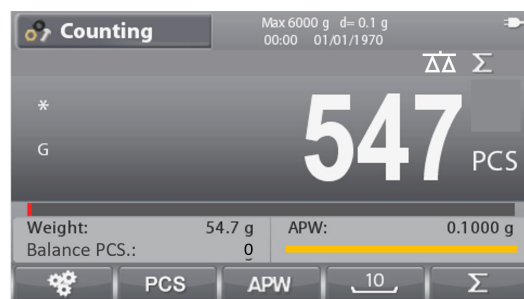 Counting
Max 6000 g d= 0.1 g
00:00 01/01/1970
Σ
*
G
547 PCS
Weight: 54.7 g
APW: 0.1000 g
Balance PCS.: 0
PCS APW 10 Σ